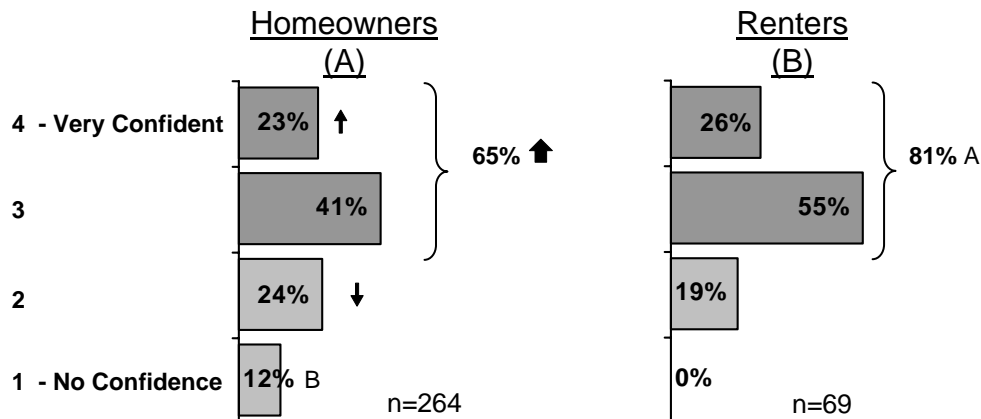 Homeowners
(A)
Renters
(B)
4 - Very Confident 23% 26%
65% 81% A
3 41% 55%
2 24% 19%
1 - No Confidence 12% B 0%
n=264 n=69